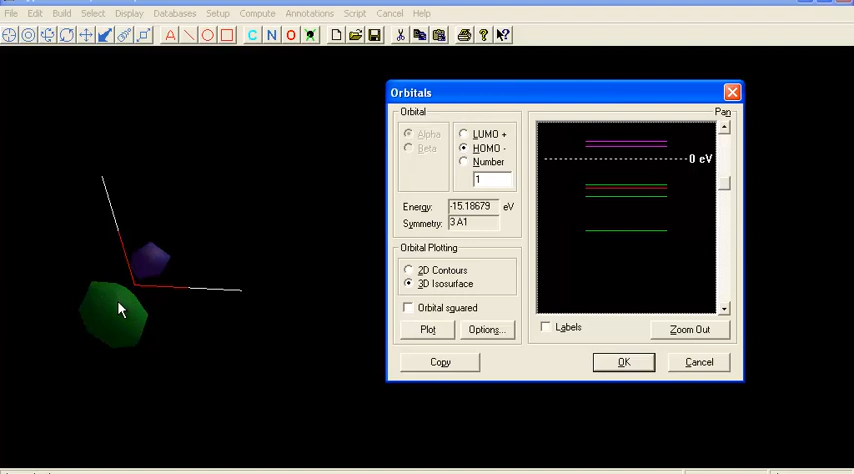 File Edit Build Select Display Databases Setup Compute Annotations Script Cancel Help
A C N O ? ?
Orbitals
Orbital
Alpha
Beta
LUMO +
HOMO -
Number
1
Energy: -15.18679 eV
Symmetry: 3 A1
Orbital Plotting
2D Contours
3D Isosurface
Orbital squared
Plot Options...
Copy
Pan
0 eV
Labels
Zoom Out
OK Cancel